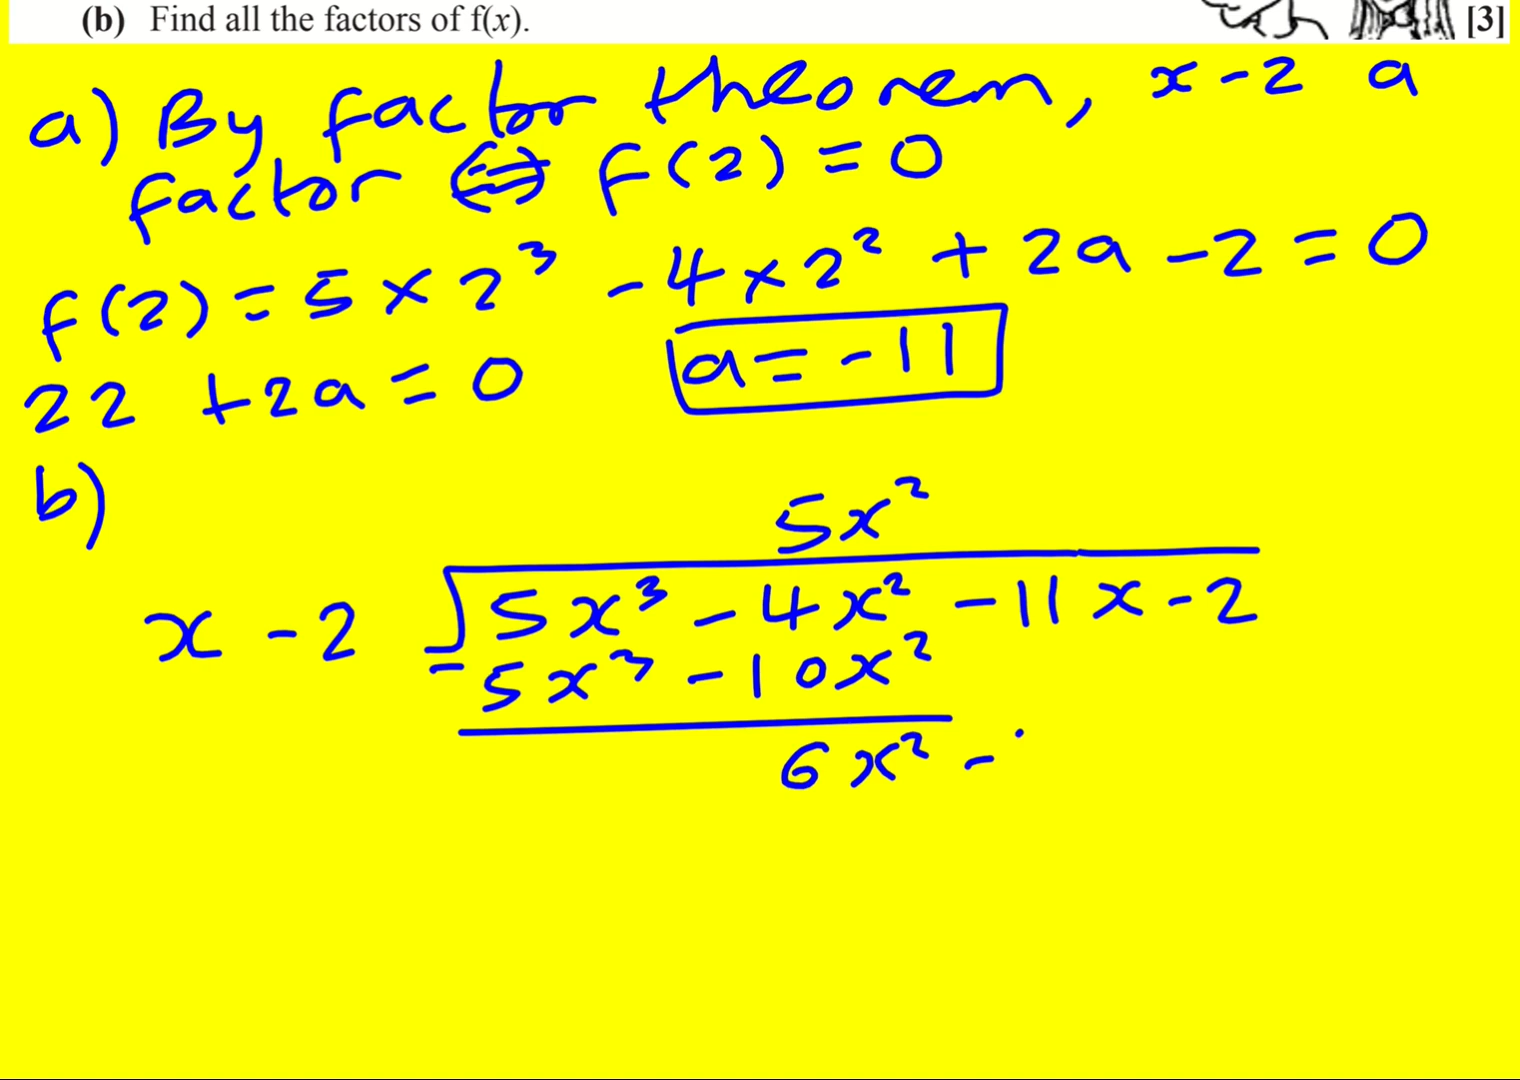 (b) Find all the factors of f(x). [3]
a) By factor theorem, x - 2 a
factor ⇔ f(2) = 0
f(2) = 5 × 2³ - 4 × 2² + 2a - 2 = 0
22 + 2a = 0 a = -11
b)
5x²
x - 2 5x³ - 4x² - 11x - 2
- 5x³ - 10x²
6x² -